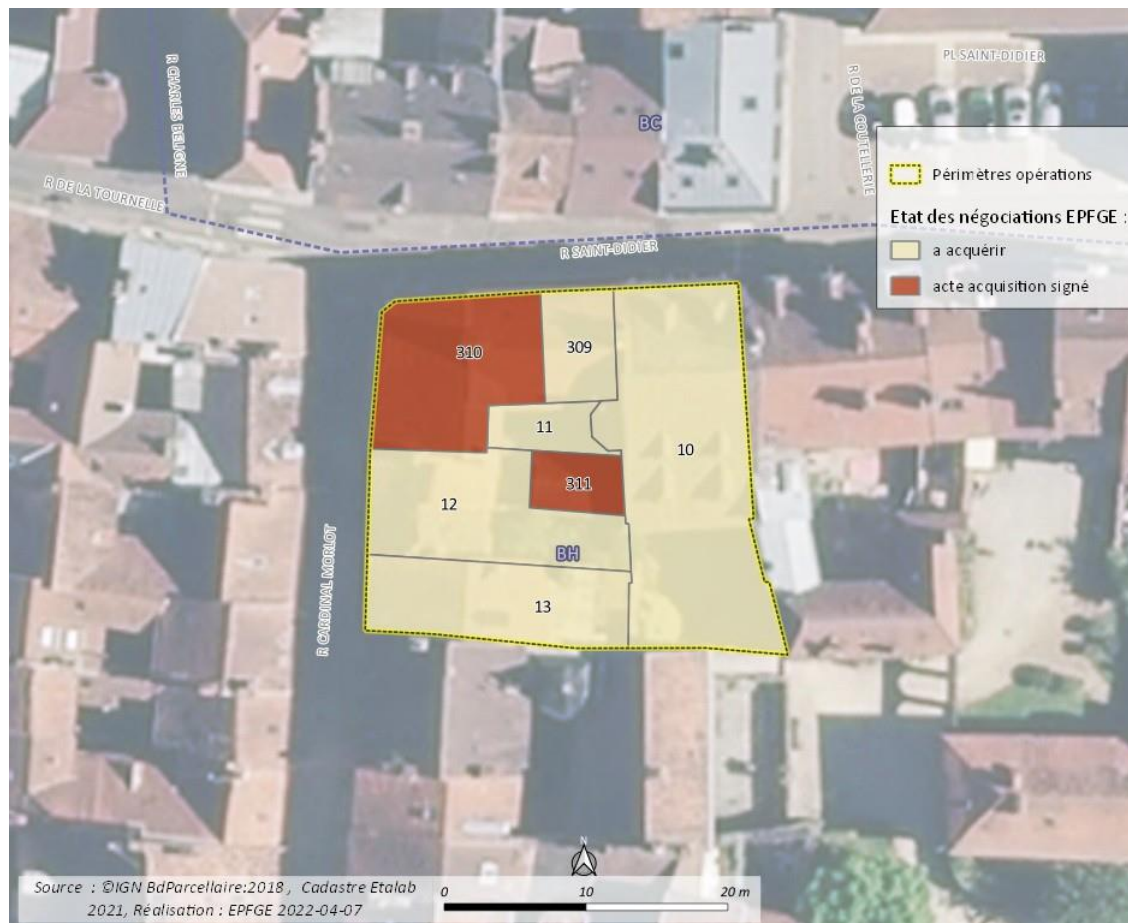 R CHARLES BELIGNE
PL SAINT-DIDIER
BC
R DE LA COUTELLERIE
R DE LA TOURNELLE
R SAINT-DIDIER
Périmètres opérations
Etat des négociations EPFGE :
a acquérir
acte acquisition signé
310
309
11
10
311
12
BH
13
R CARDINAL MORLOT
N
Source : ©IGN BdParcellaire:2018 , Cadastre Etalab
2021, Réalisation : EPFGE 2022-04-07
0 10 20 m